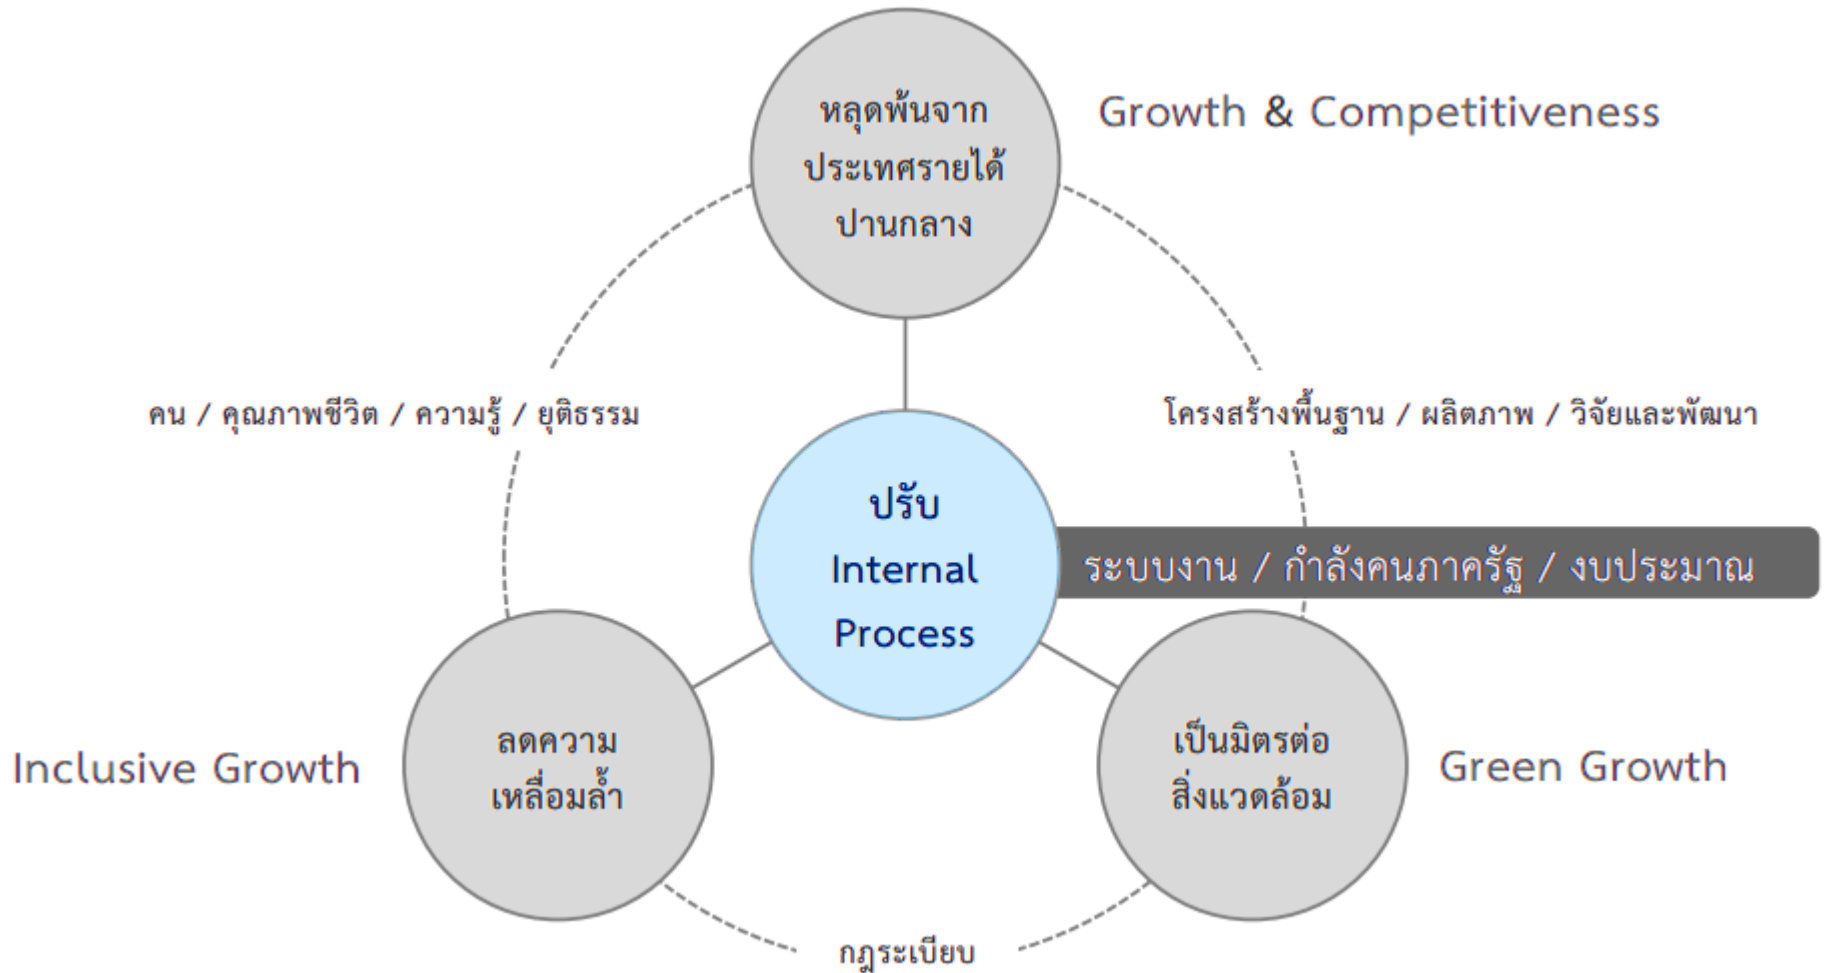 หลุดพ้นจาก
ประเทศรายได้
ปานกลาง
Growth & Competitiveness
คน / คุณภาพชีวิต / ความรู้ / ยุติธรรม
โครงสร้างพื้นฐาน / ผลิตภาพ / วิจัยและพัฒนา
ปรับ
Internal
Process
ระบบงาน / กำลังคนภาครัฐ / งบประมาณ
Inclusive Growth
ลดความ
เหลื่อมล้ำ
เป็นมิตรต่อ
สิ่งแวดล้อม
Green Growth
กฎระเบียบ